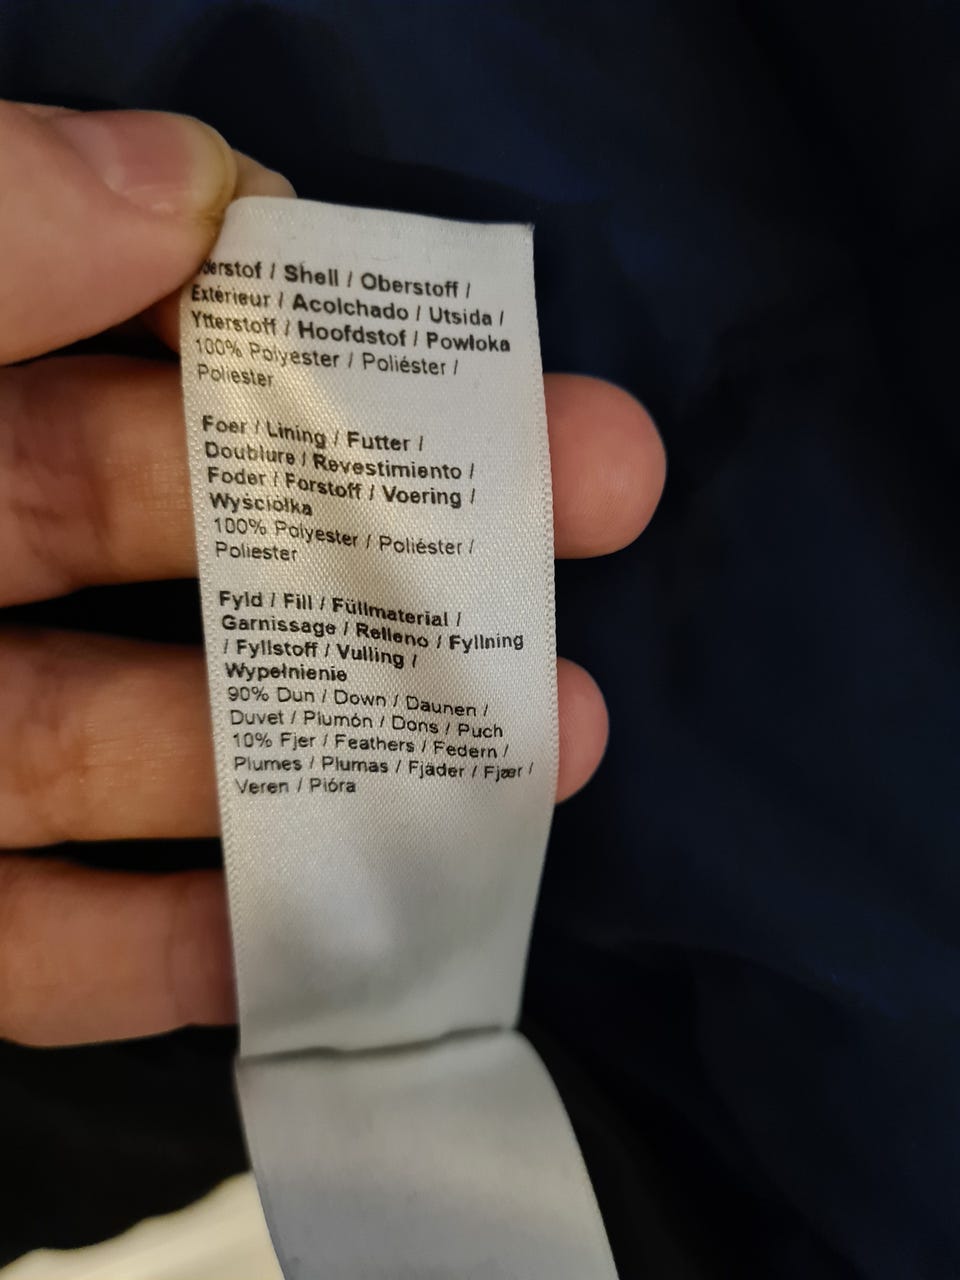 Shell / Oberstoff /
Extérieur / Acolchado / Utsida /
Ytterstoff / Hoofdstof / Powłoka
100% Polyester / Poliéster /
Poliester
Foer / Lining / Futter /
Doublure / Revestimiento /
Foder / Forstoff / Voering /
Wyściółka
100% Polyester / Poliéster /
Poliester
Fyld / Fill / Füllmaterial /
Garnissage / Relleno / Fyllning
/ Fyllstoff / Vulling /
Wypełnienie
90% Dun / Down / Daunen /
Duvet / Plumón / Dons / Puch
10% Fjer / Feathers / Federn /
Plumes / Plumas / Fjäder / Fjær /
Veren / Pióra